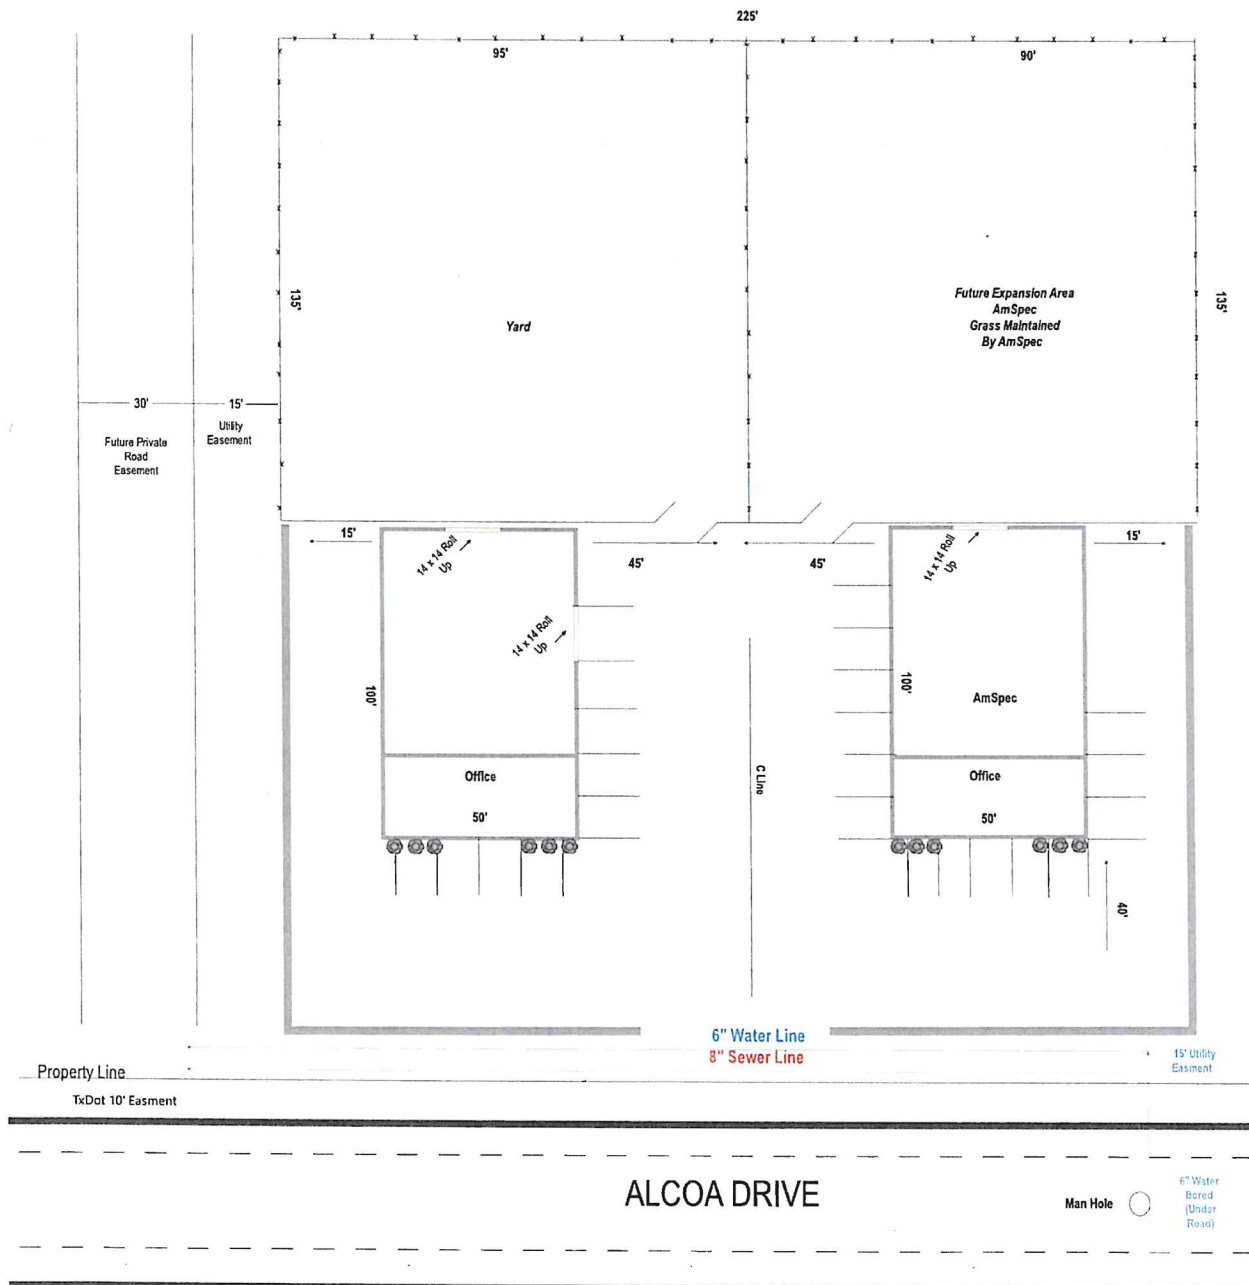 225'
95'
90'
135'
Yard
Future Expansion Area
AmSpec
Grass Maintained
By AmSpec
135'
30'
15'
Future Private
Road
Easement
Utility
Easement
15'
14 x 14 Roll
Up
45'
45'
14 x 14 Roll
Up
15'
14 x 14 Roll
Up
100'
100'
AmSpec
C Line
Office
50'
Office
50'
40'
6" Water Line
8" Sewer Line
15' Utility
Easment
Property Line
TxDot 10' Easment
ALCOA DRIVE
Man Hole
6" Water
Bored
(Under
Road)